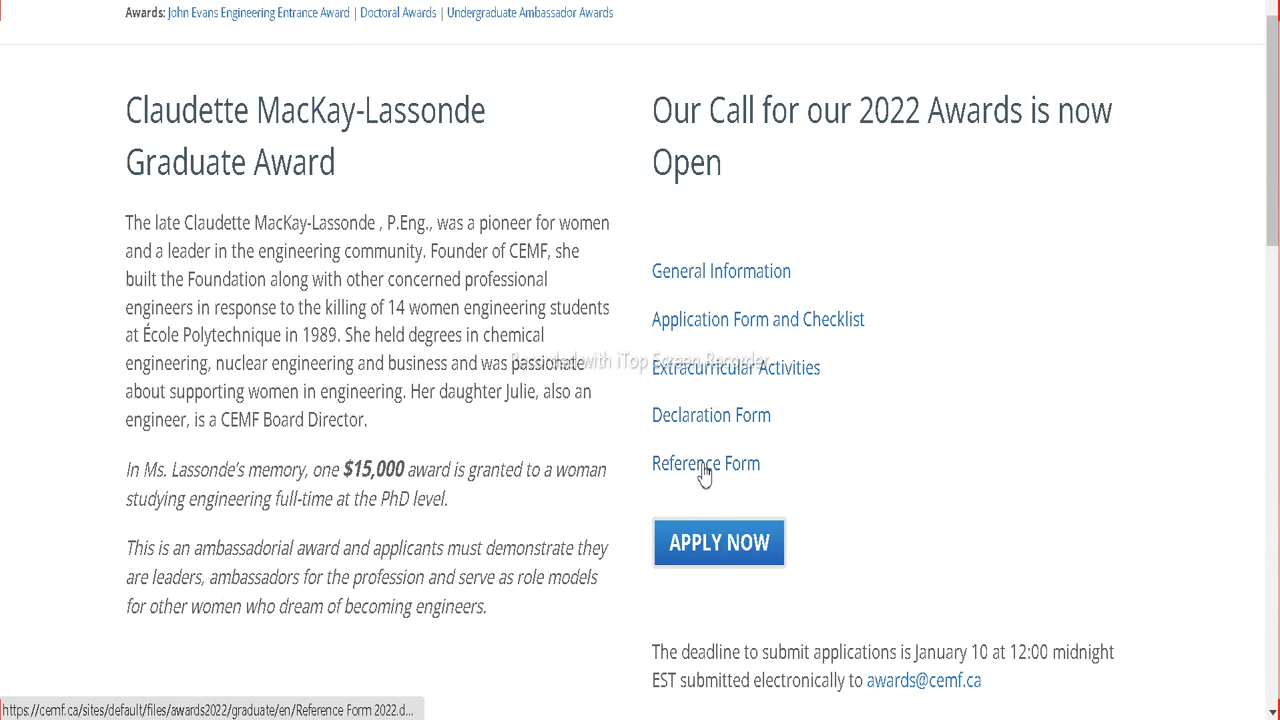 Awards: John Evans Engineering Entrance Award | Doctoral Awards | Undergraduate Ambassador Awards
Claudette MacKay-Lassonde
Graduate Award
The late Claudette MacKay-Lassonde , P.Eng., was a pioneer for women
and a leader in the engineering community. Founder of CEMF, she
built the Foundation along with other concerned professional
engineers in response to the killing of 14 women engineering students
at École Polytechnique in 1989. She held degrees in chemical
engineering, nuclear engineering and business and was passionate
about supporting women in engineering. Her daughter Julie, also an
engineer, is a CEMF Board Director.
In Ms. Lassonde's memory, one $15,000 award is granted to a woman
studying engineering full-time at the PhD level.
This is an ambassadorial award and applicants must demonstrate they
are leaders, ambassadors for the profession and serve as role models
for other women who dream of becoming engineers.
Our Call for our 2022 Awards is now
Open
General Information
Application Form and Checklist
Recorded with iTop Screen Recorder
Extracurricular Activities
Declaration Form
Reference Form
APPLY NOW
The deadline to submit applications is January 10 at 12:00 midnight
EST submitted electronically to awards@cemf.ca
https://cemf.ca/sites/default/files/awards2022/graduate/en/Reference Form 2022.d...